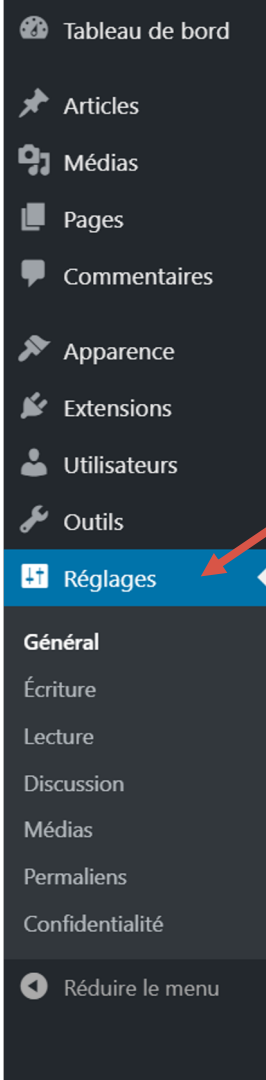 Tableau de bord
Articles
Médias
Pages
Commentaires
Apparence
Extensions
Utilisateurs
Outils
Réglages
Général
Écriture
Lecture
Discussion
Médias
Permaliens
Confidentialité
Réduire le menu